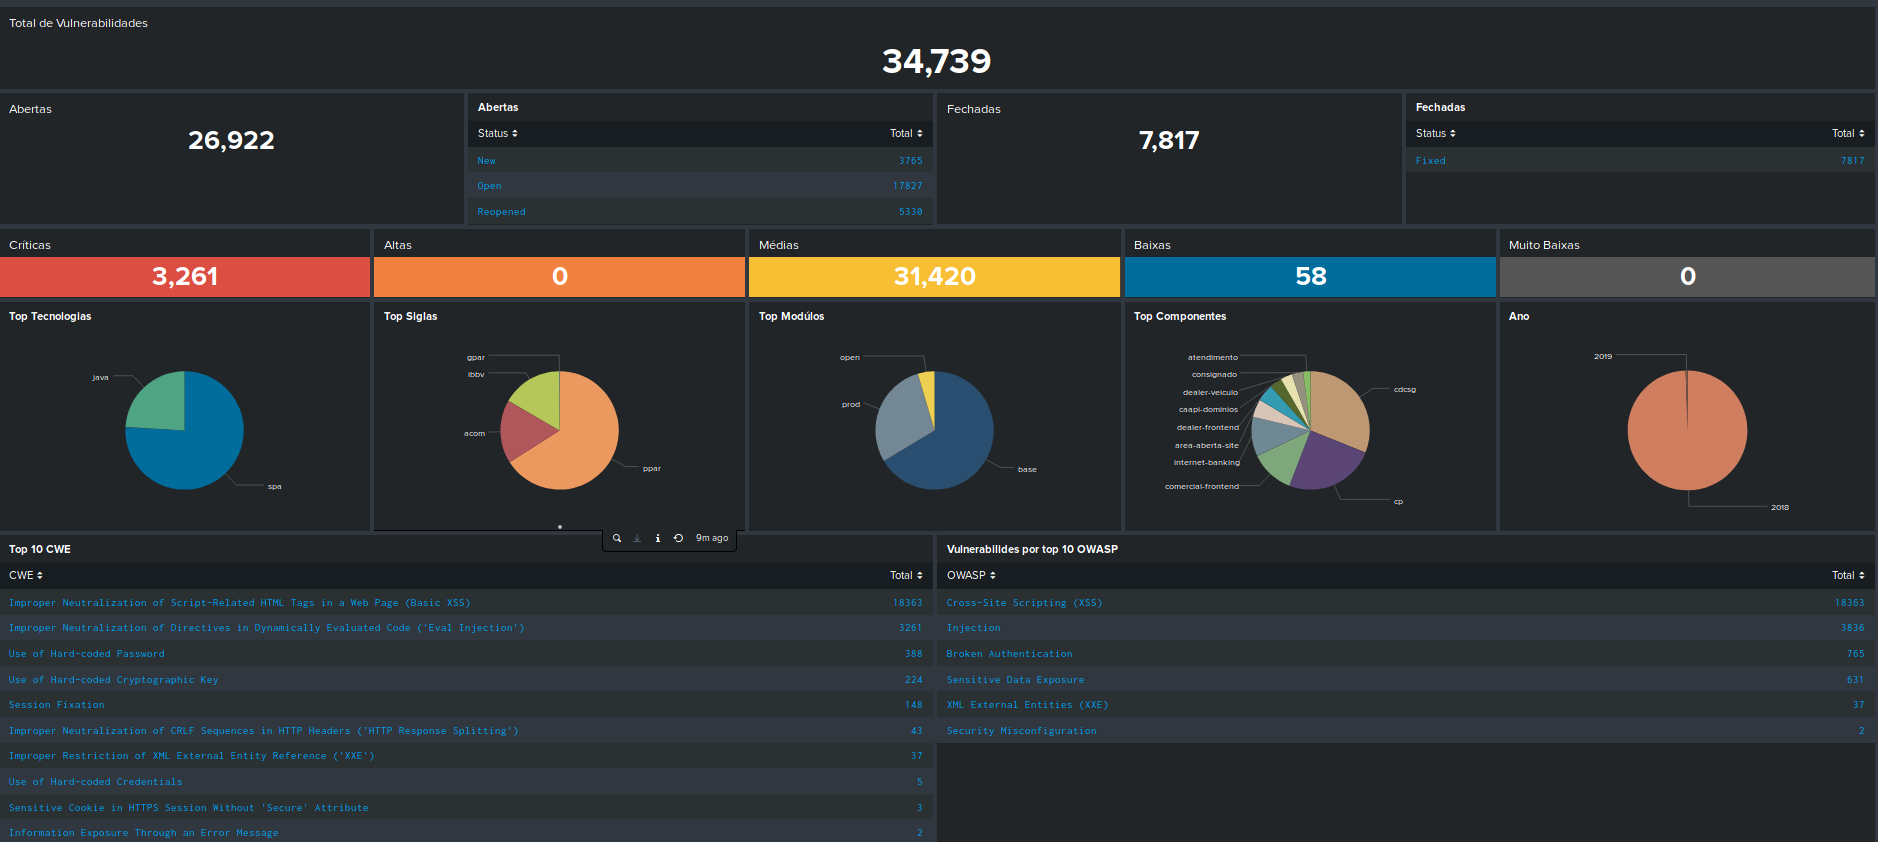 Total de Vulnerabilidades
34,739
Abertas
26,922
Abertas
Status Total
New 3765
Open 17827
Reopened 5330
Fechadas
7,817
Fechadas
Status Total
Fixed 7817
Críticas
3,261
Altas
0
Médias
31,420
Baixas
58
Muito Baixas
0
Top Tecnologias
java
spa
Top Siglas
gpar
ibbv
acom
ppar
Top Modúlos
open
prod
base
Top Componentes
atendimento
consignado
dealer-veiculo
caapi-dominios
dealer-frontend
area-aberta-site
internet-banking
comercial-frontend
cdcsg
cp
Ano
2019
2018
9m ago
Top 10 CWE
CWE Total
Improper Neutralization of Script-Related HTML Tags in a Web Page (Basic XSS) 18363
Improper Neutralization of Directives in Dynamically Evaluated Code ('Eval Injection') 3261
Use of Hard-coded Password 388
Use of Hard-coded Cryptographic Key 224
Session Fixation 148
Improper Neutralization of CRLF Sequences in HTTP Headers ('HTTP Response Splitting') 43
Improper Restriction of XML External Entity Reference ('XXE') 37
Use of Hard-coded Credentials 5
Sensitive Cookie in HTTPS Session Without 'Secure' Attribute 3
Information Exposure Through an Error Message 2
Vulnerabilides por top 10 OWASP
OWASP Total
Cross-Site Scripting (XSS) 18363
Injection 3836
Broken Authentication 765
Sensitive Data Exposure 631
XML External Entities (XXE) 37
Security Misconfiguration 2